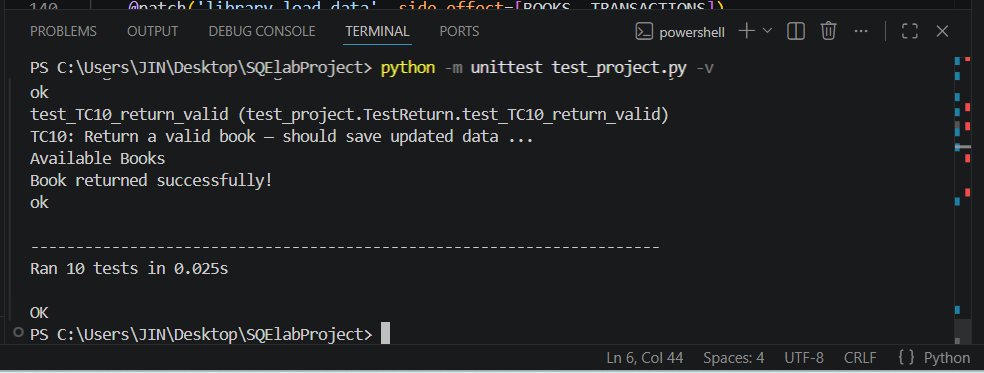 140 @patch('library.load_data', side_effect=[BOOKS, TRANSACTIONS])
PROBLEMS OUTPUT DEBUG CONSOLE TERMINAL PORTS powershell
PS C:\Users\JIN\Desktop\SQElabProject> python -m unittest test_project.py -v
ok
test_TC10_return_valid (test_project.TestReturn.test_TC10_return_valid)
TC10: Return a valid book — should save updated data ...
Available Books
Book returned successfully!
ok
----------------------------------------------------------------------
Ran 10 tests in 0.025s
OK
PS C:\Users\JIN\Desktop\SQElabProject>
Ln 6, Col 44 Spaces: 4 UTF-8 CRLF {} Python